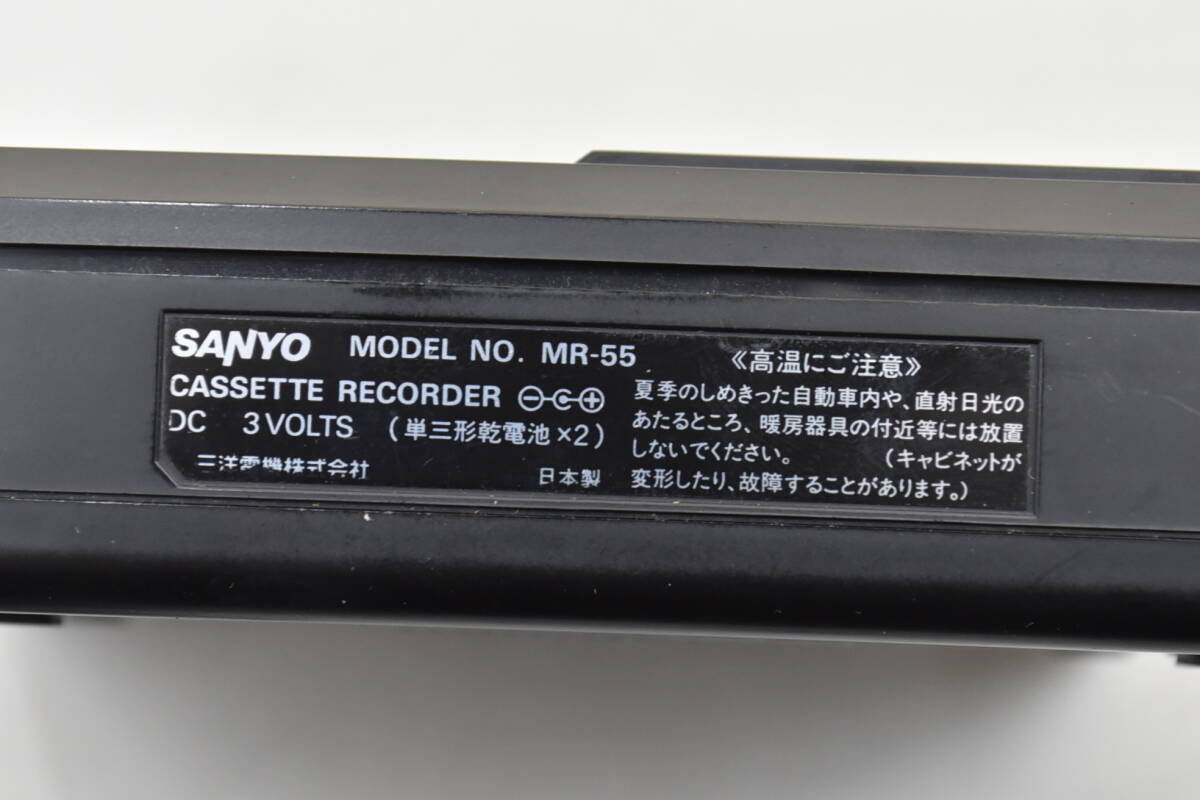 SANYO MODEL NO. MR-55
CASSETTE RECORDER ⊖-C-⊕
DC 3 VOLTS (単三形乾電池×2)
三洋電機株式会社 日本製
《高温にご注意》
夏季のしめきった自動車内や、直射日光の
あたるところ、暖房器具の付近等には放置
しないでください。 (キャビネットが
変形したり、故障することがあります。)